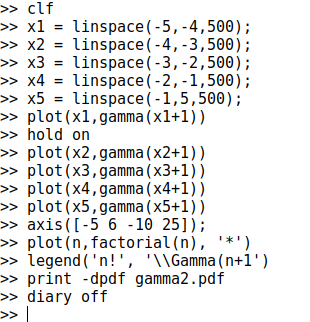 >> clf
>> x1 = linspace(-5,-4,500);
>> x2 = linspace(-4,-3,500);
>> x3 = linspace(-3,-2,500);
>> x4 = linspace(-2,-1,500);
>> x5 = linspace(-1,5,500);
>> plot(x1,gamma(x1+1))
>> hold on
>> plot(x2,gamma(x2+1))
>> plot(x3,gamma(x3+1))
>> plot(x4,gamma(x4+1))
>> plot(x5,gamma(x5+1))
>> axis([-5 6 -10 25]);
>> plot(n,factorial(n), '*')
>> legend('n!', '\\Gamma(n+1')
>> print -dpdf gamma2.pdf
>> diary off
>>